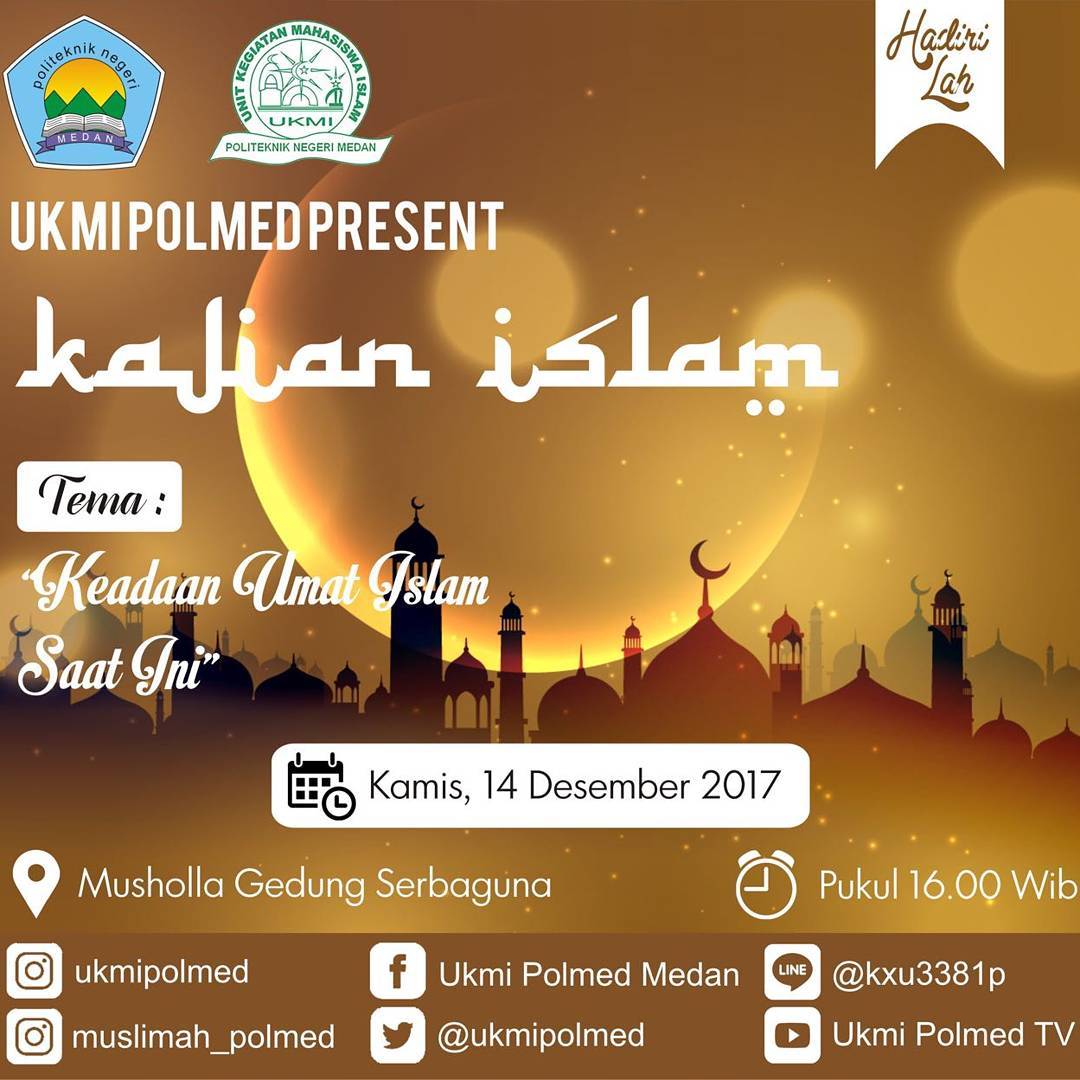 politeknik negeri
MEDAN
UNIT KEGIATAN MAHASISWA ISLAM
UKMI
POLITEKNIK NEGERI MEDAN
Hadiri
Lah
UKMI POLMED PRESENT
kajian islam
Tema :
“Keadaan Umat Islam
Saat Ini”
Kamis, 14 Desember 2017
Musholla Gedung Serbaguna
Pukul 16.00 Wib
ukmipolmed
Ukmi Polmed Medan
LINE
@kxu3381p
muslimah_polmed
@ukmipolmed
Ukmi Polmed TV